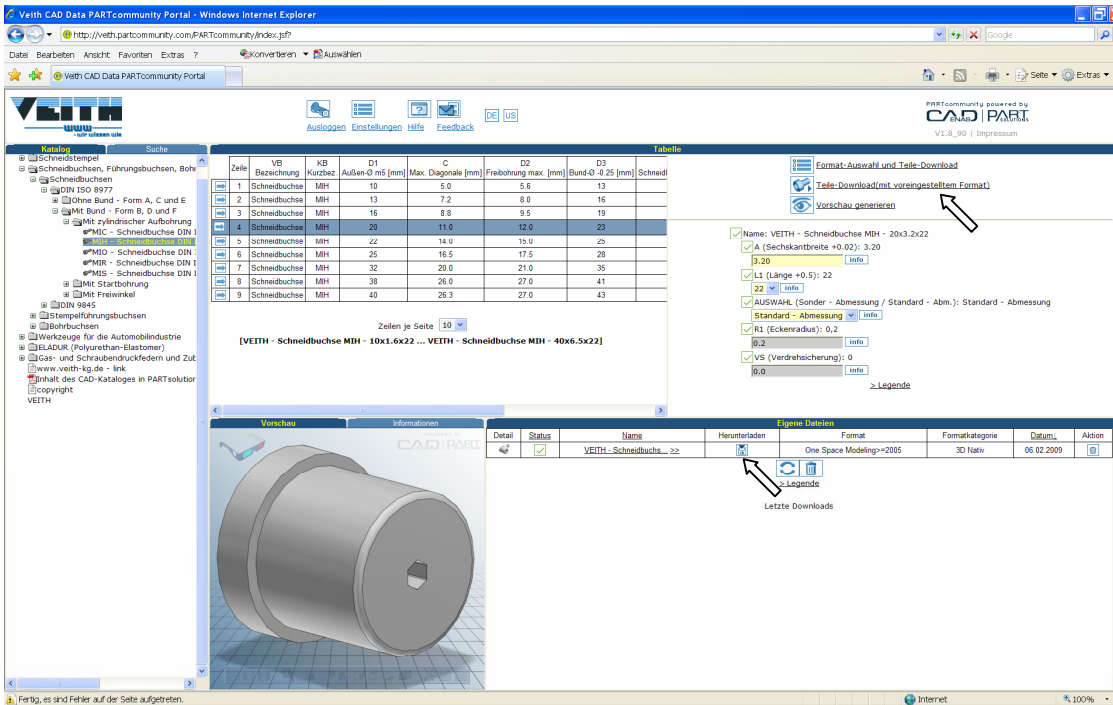 Veith CAD Data PARTcommunity Portal - Windows Internet Explorer
http://veith.partcommunity.com/PARTcommunity/index.jsf?
Google
Datei Bearbeiten Ansicht Favoriten Extras ?
Konvertieren Auswählen
Veith CAD Data PARTcommunity Portal
Seite Extras
VEITH
www
- wir wissen wie
Ausloggen Einstellungen Hilfe Feedback
DE US
PARTcommunity powered by
CADENAS PARTsolutions
V1.8_90 | Impressum
Katalog Suche
Schneidstempel
Schneidbuchsen, Führungsbuchsen, Bohr
Schneidbuchsen
DIN ISO 8977
Ohne Bund - Form A, C und E
Mit Bund - Form B, D und F
Mit zylindrischer Aufbohrung
MIC - Schneidbuchse DIN I
MIH - Schneidbuchse DIN I
MIO - Schneidbuchse DIN
MIR - Schneidbuchse DIN I
MIS - Schneidbuchse DIN I
Mit Startbohrung
Mit Freiwinkel
DIN 9845
Stempelführungsbuchsen
Bohrbuchsen
Werkzeuge für die Automobilindustrie
ELADUR (Polyurethan-Elastomer)
Gas- und Schraubendruckfedern und Zub
www.veith-kg.de - link
Inhalt des CAD-Kataloges in PARTsolution
copyright
VEITH
Tabelle
Zeile VB Bezeichnung KB Kurzbez. D1 Außen-Ø m5 [mm] C Max. Diagonale [mm] D2 Freibohrung max. [mm] D3 Bund-Ø -0.25 [mm] Schneidl
1 Schneidbuchse MIH 10 5.0 5.6 13
2 Schneidbuchse MIH 13 7.2 8.0 16
3 Schneidbuchse MIH 16 8.8 9.5 19
4 Schneidbuchse MIH 20 11.0 12.0 23
5 Schneidbuchse MIH 22 14.0 15.0 25
6 Schneidbuchse MIH 25 16.5 17.5 28
7 Schneidbuchse MIH 32 20.0 21.0 35
8 Schneidbuchse MIH 38 26.0 27.0 41
9 Schneidbuchse MIH 40 26.3 27.0 43
Zeilen je Seite 10
[VEITH - Schneidbuchse MIH - 10x1.6x22 ... VEITH - Schneidbuchse MIH - 40x6.5x22]
Format-Auswahl und Teile-Download
Teile-Download(mit voreingestelltem Format)
Vorschau generieren
Name: VEITH - Schneidbuchse MIH - 20x3.2x22
A (Sechskantbreite +0.02): 3.20
3.20 info
L1 (Länge +0.5): 22
22 info
AUSWAHL (Sonder - Abmessung / Standard - Abm.): Standard - Abmessung
Standard - Abmessung info
R1 (Eckenradius): 0,2
0.2 info
VS (Verdrehsicherung): 0
0.0 info
> Legende
Vorschau Informationen
CAD|PART
Eigene Dateien
Detail Status Name Herunterladen Format Formatkategorie Datum↓ Aktion
VEITH - Schneidbuchs... >> One Space Modeling>=2005 3D Nativ 06.02.2009
> Legende
Letzte Downloads
Fertig, es sind Fehler auf der Seite aufgetreten.
Internet
100%